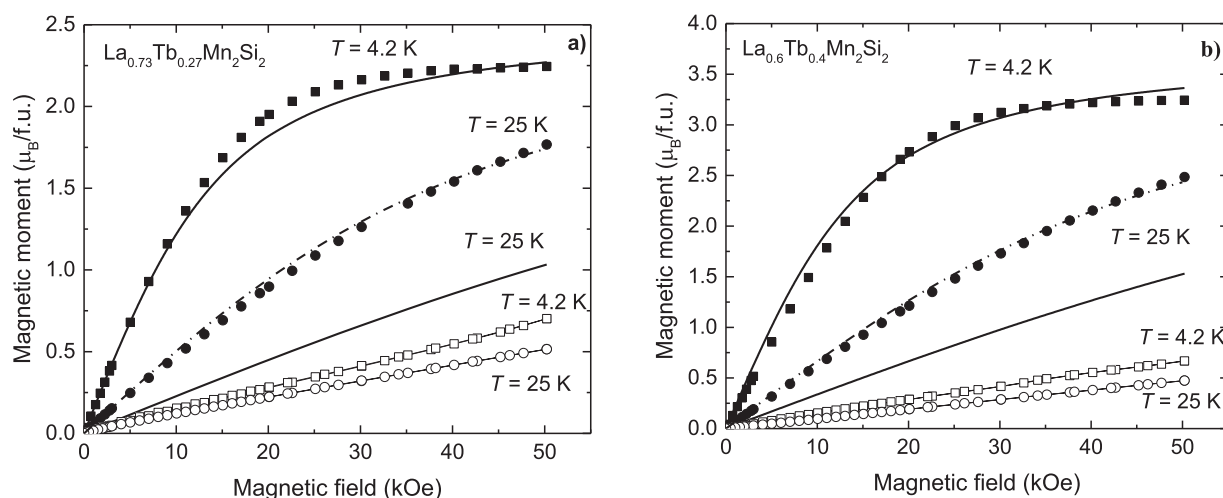 a)
La0.73Tb0.27Mn2Si2
T = 4.2 K
T = 25 K
T = 25 K
T = 4.2 K
T = 25 K
2.5
2.0
1.5
1.0
0.5
0.0
Magnetic moment (μB/f.u.)
0 10 20 30 40 50
Magnetic field (kOe)
b)
La0.6Tb0.4Mn2Si2
T = 4.2 K
T = 25 K
T = 4.2 K
T = 25 K
4.0
3.5
3.0
2.5
2.0
1.5
1.0
0.5
0.0
Magnetic moment (μB/f.u.)
0 10 20 30 40 50
Magnetic field (kOe)